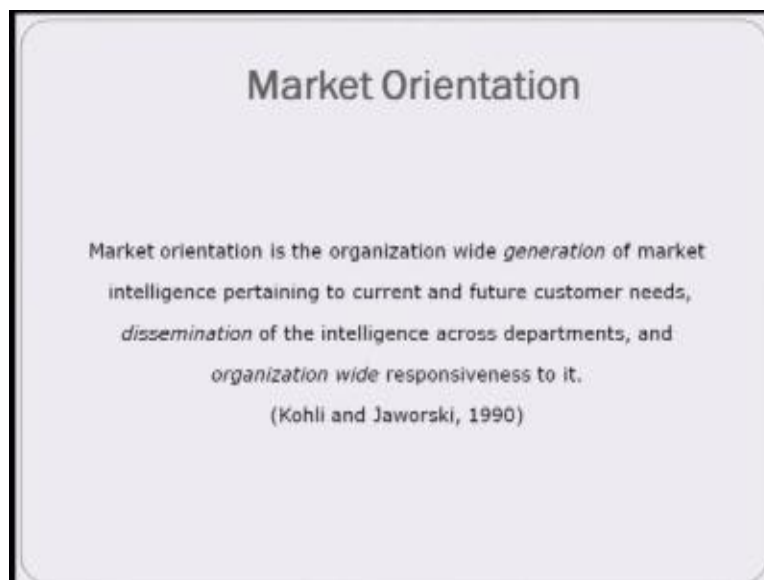 Market Orientation
Market orientation is the organization wide generation of market
intelligence pertaining to current and future customer needs,
dissemination of the intelligence across departments, and
organization wide responsiveness to it.
(Kohli and Jaworski, 1990)